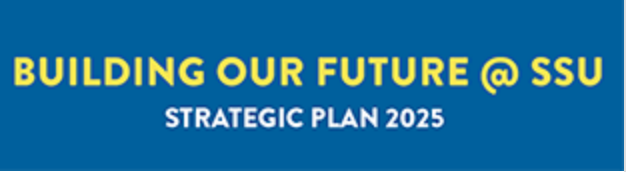 BUILDING OUR FUTURE @ SSU
STRATEGIC PLAN 2025